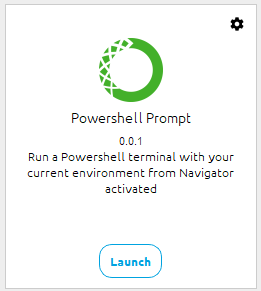 Powershell Prompt
0.0.1
Run a Powershell terminal with your
current environment from Navigator
activated
Launch